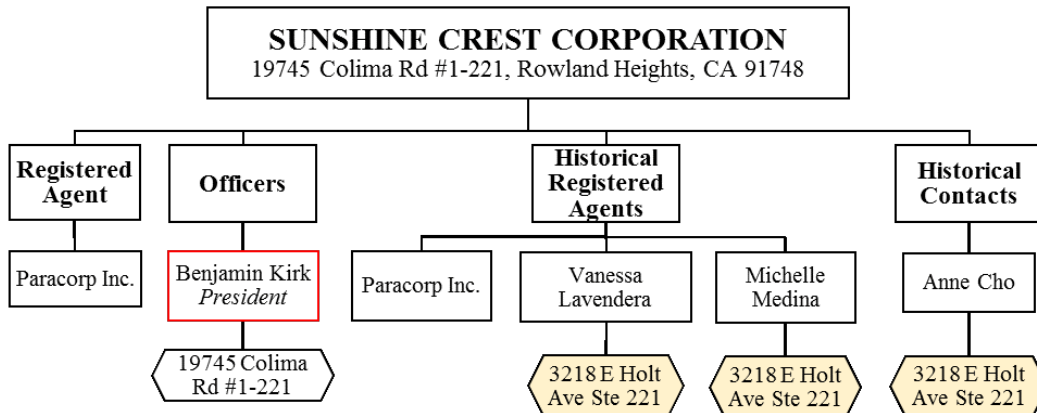 SUNSHINE CREST CORPORATION
19745 Colima Rd #1-221, Rowland Heights, CA 91748
Registered
Agent
Officers
Historical
Registered
Agents
Historical
Contacts
Paracorp Inc.
Benjamin Kirk
President
Paracorp Inc.
Vanessa
Lavendera
Michelle
Medina
Anne Cho
19745 Colima
Rd #1-221
3218 E Holt
Ave Ste 221
3218 E Holt
Ave Ste 221
3218 E Holt
Ave Ste 221